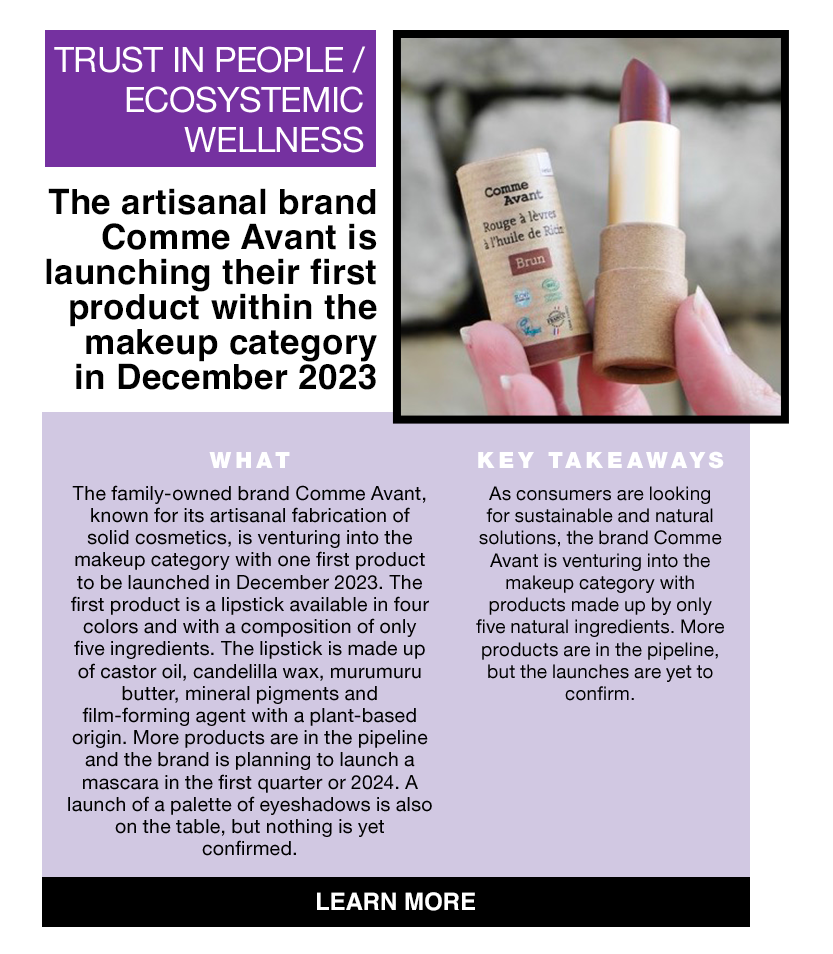 TRUST IN PEOPLE /
ECOSYSTEMIC
WELLNESS
The artisanal brand
Comme Avant is
launching their first
product within the
makeup category
in December 2023
Comme
Avant
Rouge à lèvres
à l'huile de Ricin
Brun
WHAT
The family-owned brand Comme Avant,
known for its artisanal fabrication of
solid cosmetics, is venturing into the
makeup category with one first product
to be launched in December 2023. The
first product is a lipstick available in four
colors and with a composition of only
five ingredients. The lipstick is made up
of castor oil, candelilla wax, murumuru
butter, mineral pigments and
film-forming agent with a plant-based
origin. More products are in the pipeline
and the brand is planning to launch a
mascara in the first quarter or 2024. A
launch of a palette of eyeshadows is also
on the table, but nothing is yet
confirmed.
KEY TAKEAWAYS
As consumers are looking
for sustainable and natural
solutions, the brand Comme
Avant is venturing into the
makeup category with
products made up by only
five natural ingredients. More
products are in the pipeline,
but the launches are yet to
confirm.
LEARN MORE